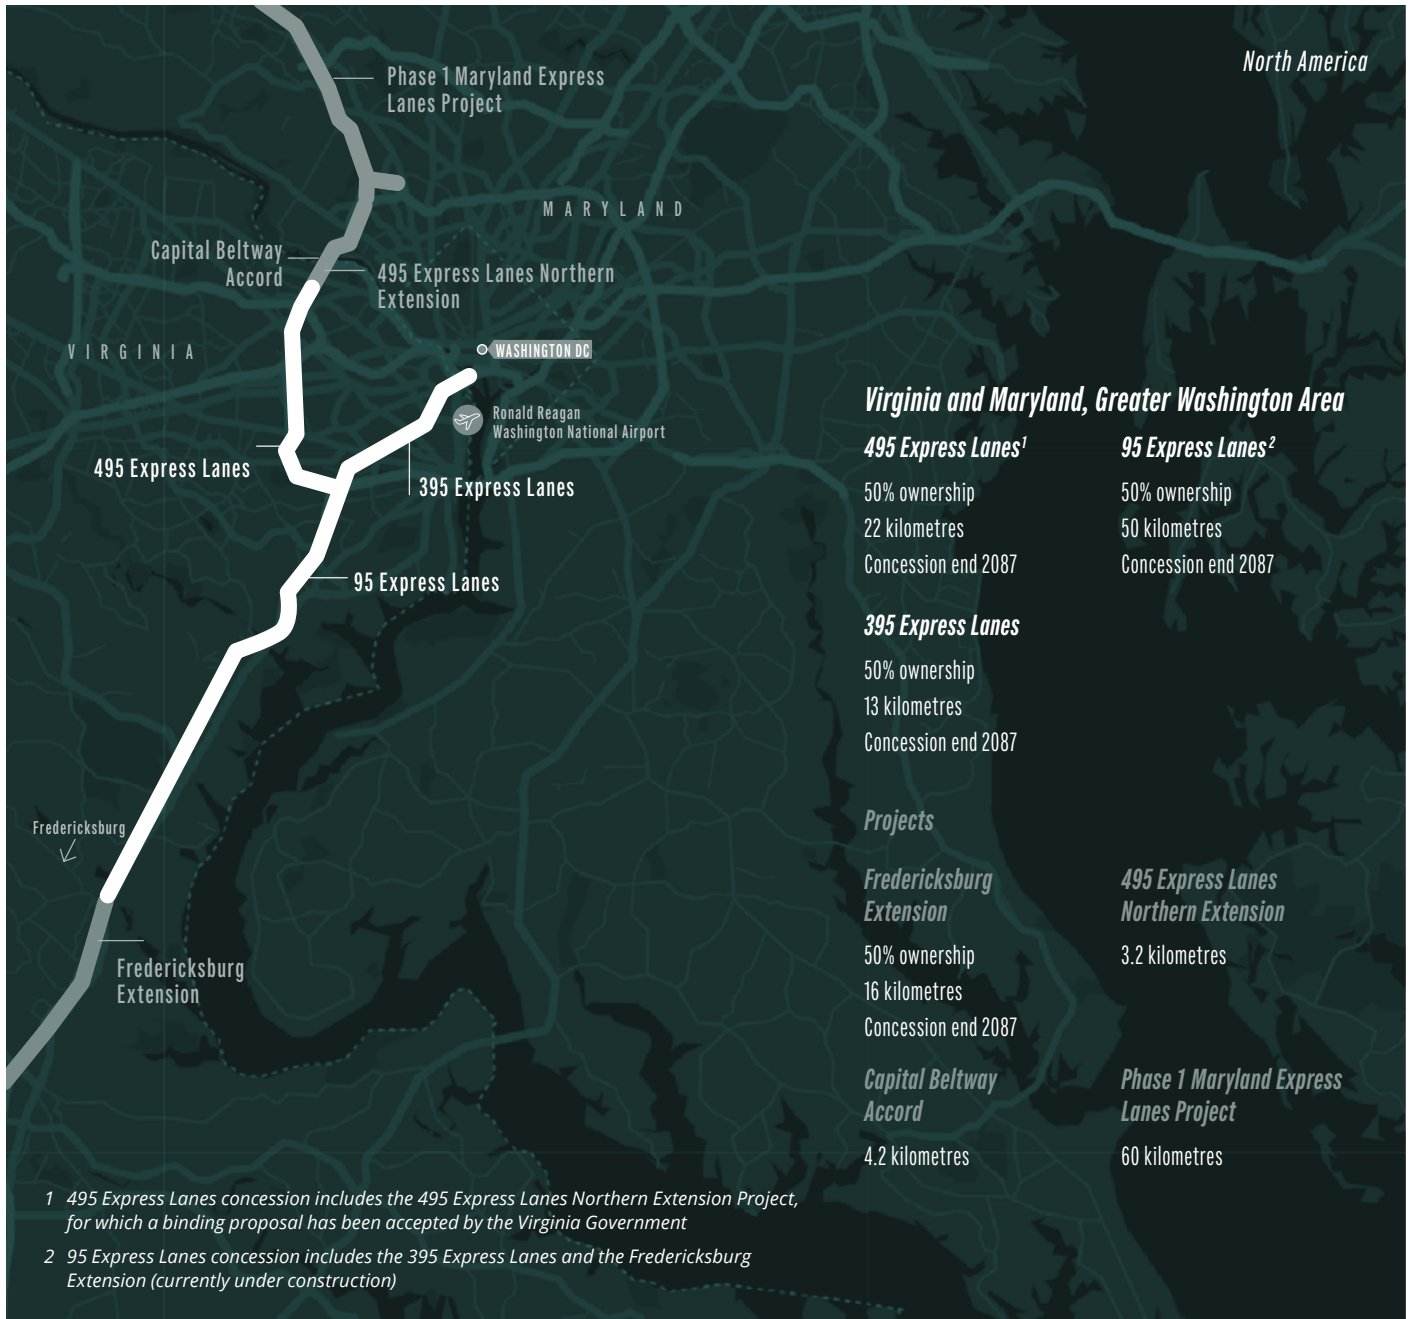 North America
Phase 1 Maryland Express
Lanes Project
MARYLAND
Capital Beltway
Accord
495 Express Lanes Northern
Extension
VIRGINIA
WASHINGTON DC
Ronald Reagan
Washington National Airport
495 Express Lanes
395 Express Lanes
95 Express Lanes
Fredericksburg
Fredericksburg
Extension
Virginia and Maryland, Greater Washington Area
495 Express Lanes¹
50% ownership
22 kilometres
Concession end 2087
95 Express Lanes²
50% ownership
50 kilometres
Concession end 2087
395 Express Lanes
50% ownership
13 kilometres
Concession end 2087
Projects
Fredericksburg
Extension
50% ownership
16 kilometres
Concession end 2087
495 Express Lanes
Northern Extension
3.2 kilometres
Capital Beltway
Accord
4.2 kilometres
Phase 1 Maryland Express
Lanes Project
60 kilometres
1 495 Express Lanes concession includes the 495 Express Lanes Northern Extension Project,
for which a binding proposal has been accepted by the Virginia Government
2 95 Express Lanes concession includes the 395 Express Lanes and the Fredericksburg
Extension (currently under construction)